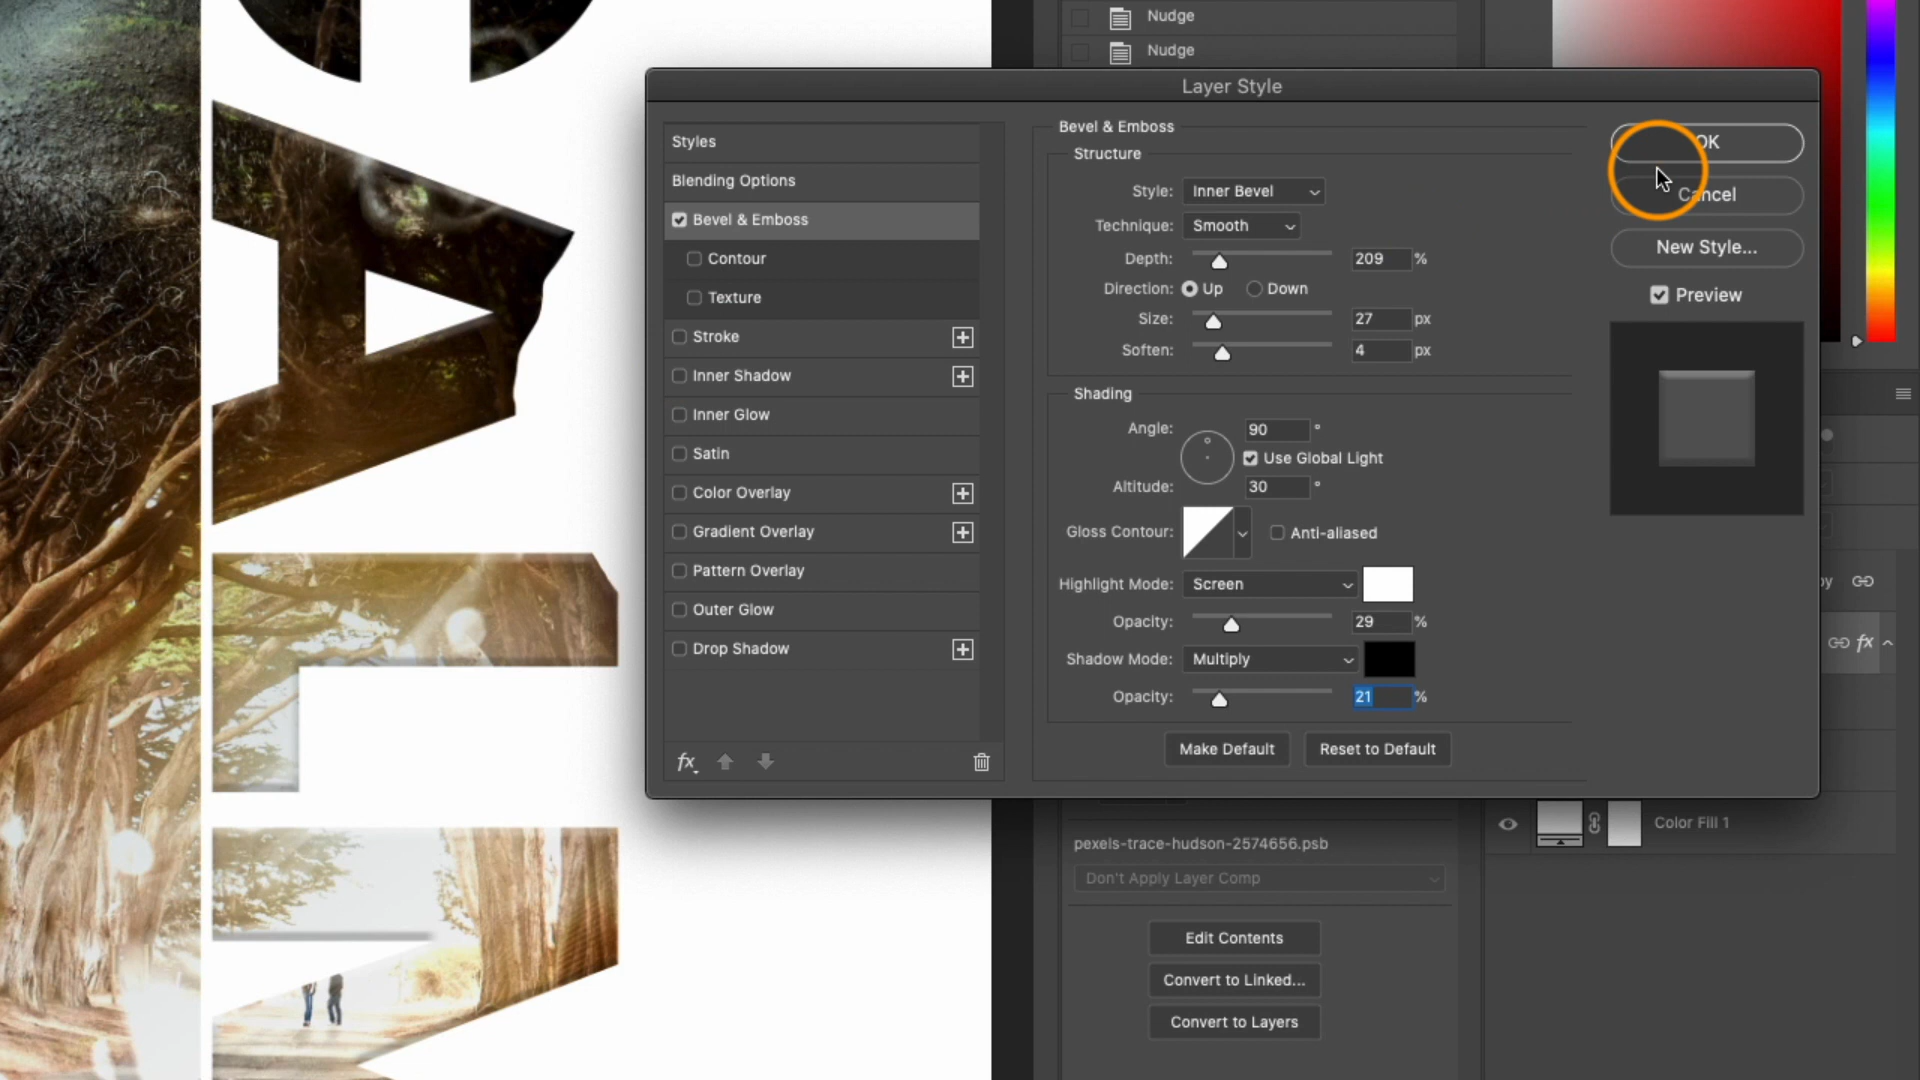 Nudge
Nudge
Layer Style
Styles
Blending Options
Bevel & Emboss
Contour
Texture
Stroke
Inner Shadow
Inner Glow
Satin
Color Overlay
Gradient Overlay
Pattern Overlay
Outer Glow
Drop Shadow
fx
Bevel & Emboss
Structure
Style: Inner Bevel
Technique: Smooth
Depth: 209 %
Direction: Up Down
Size: 27 px
Soften: 4 px
Shading
Angle: 90 °
Use Global Light
Altitude: 30 °
Gloss Contour: Anti-aliased
Highlight Mode: Screen
Opacity: 29 %
Shadow Mode: Multiply
Opacity: 21 %
Make Default Reset to Default
OK
Cancel
New Style...
Preview
fx
Color Fill 1
pexels-trace-hudson-2574656.psb
Don't Apply Layer Comp
Edit Contents
Convert to Linked...
Convert to Layers